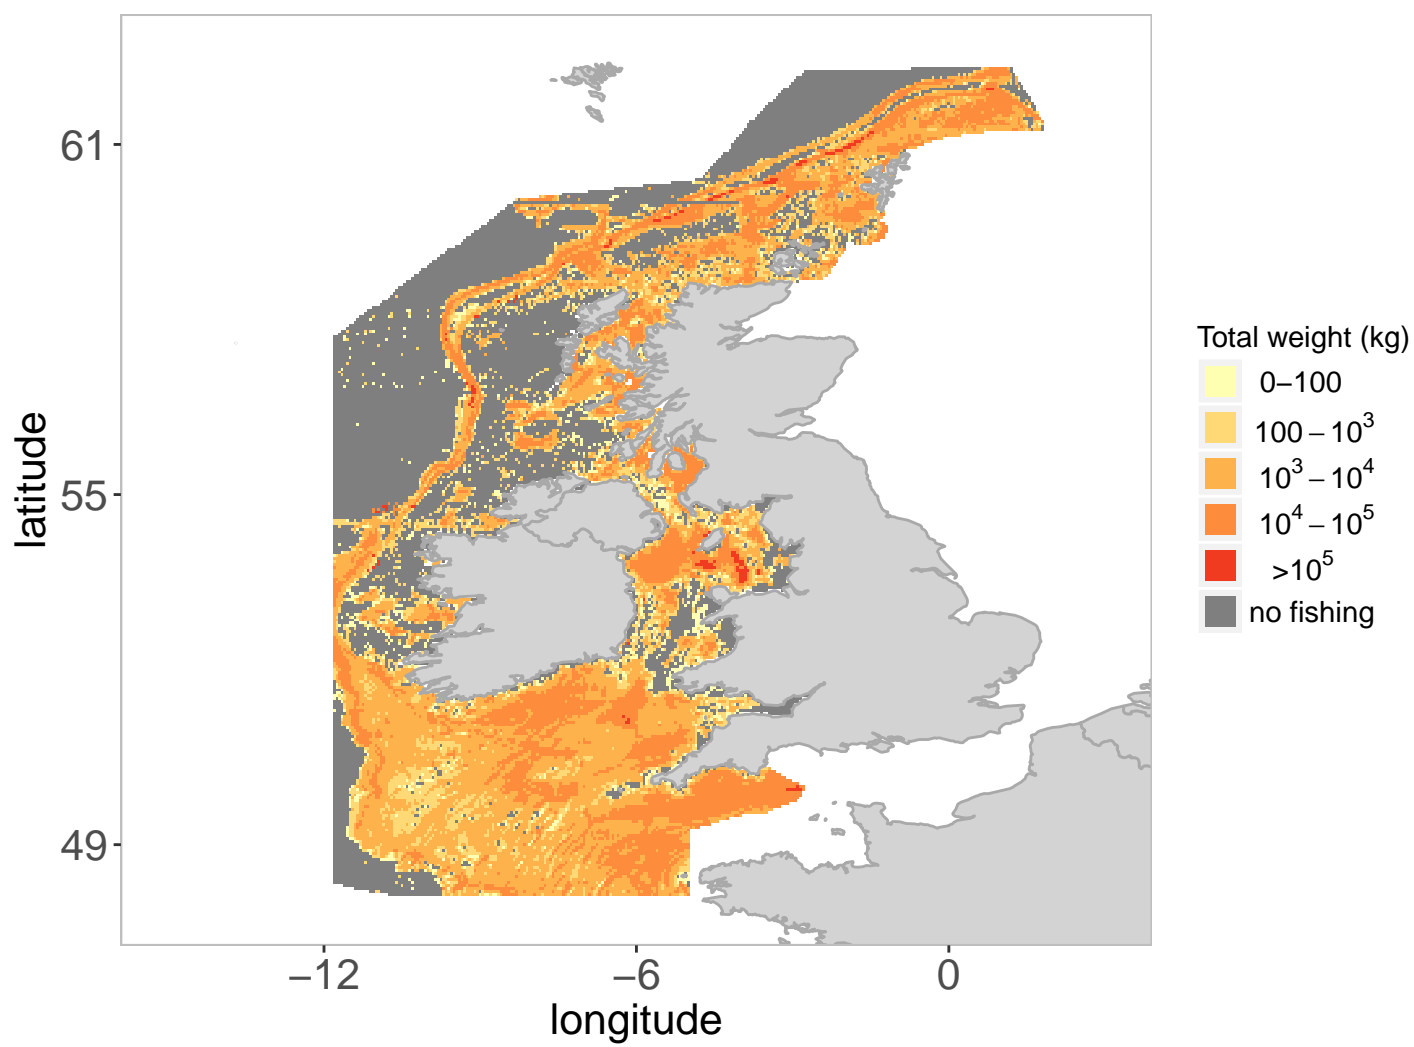 61
55
49
latitude
−12
−6
0
longitude
Total weight (kg)
0–100
100 – 10³
10³ – 10⁴
10⁴ – 10⁵
>10⁵
no fishing